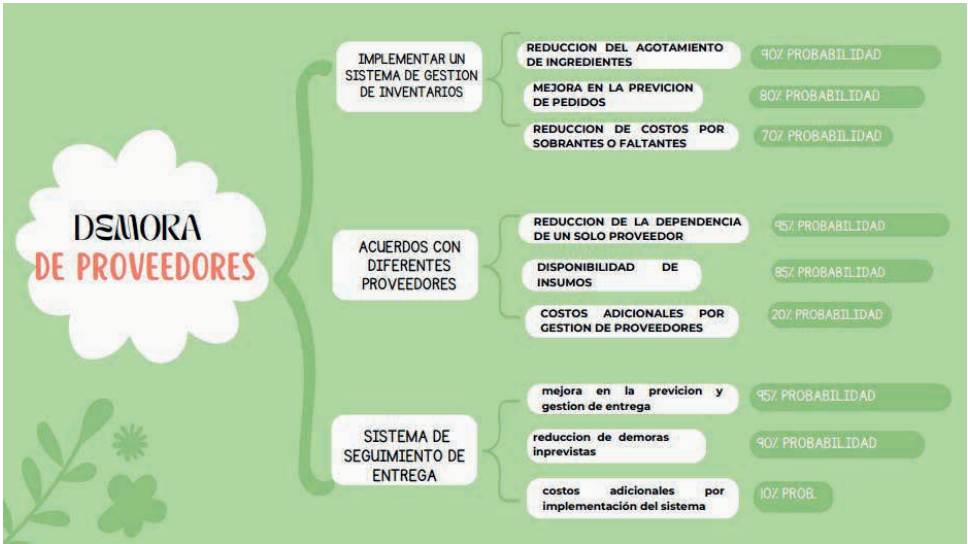 DEMORA
DE PROVEEDORES
IMPLEMENTAR UN
SISTEMA DE GESTION
DE INVENTARIOS
REDUCCION DEL AGOTAMIENTO
DE INGREDIENTES
90% PROBABILIDAD
MEJORA EN LA PREVICION
DE PEDIDOS
80% PROBABILIDAD
REDUCCION DE COSTOS POR
SOBRANTES O FALTANTES
70% PROBABILIDAD
ACUERDOS CON
DIFERENTES
PROVEEDORES
REDUCCION DE LA DEPENDENCIA
DE UN SOLO PROVEEDOR
95% PROBABILIDAD
DISPONIBILIDAD DE
INSUMOS
85% PROBABILIDAD
COSTOS ADICIONALES POR
GESTION DE PROVEEDORES
20% PROBABILIDAD
SISTEMA DE
SEGUIMIENTO DE
ENTREGA
mejora en la previcion y
gestion de entrega
95% PROBABILIDAD
reduccion de demoras
inprevistas
90% PROBABILIDAD
costos adicionales por
implementación del sistema
10% PROB.